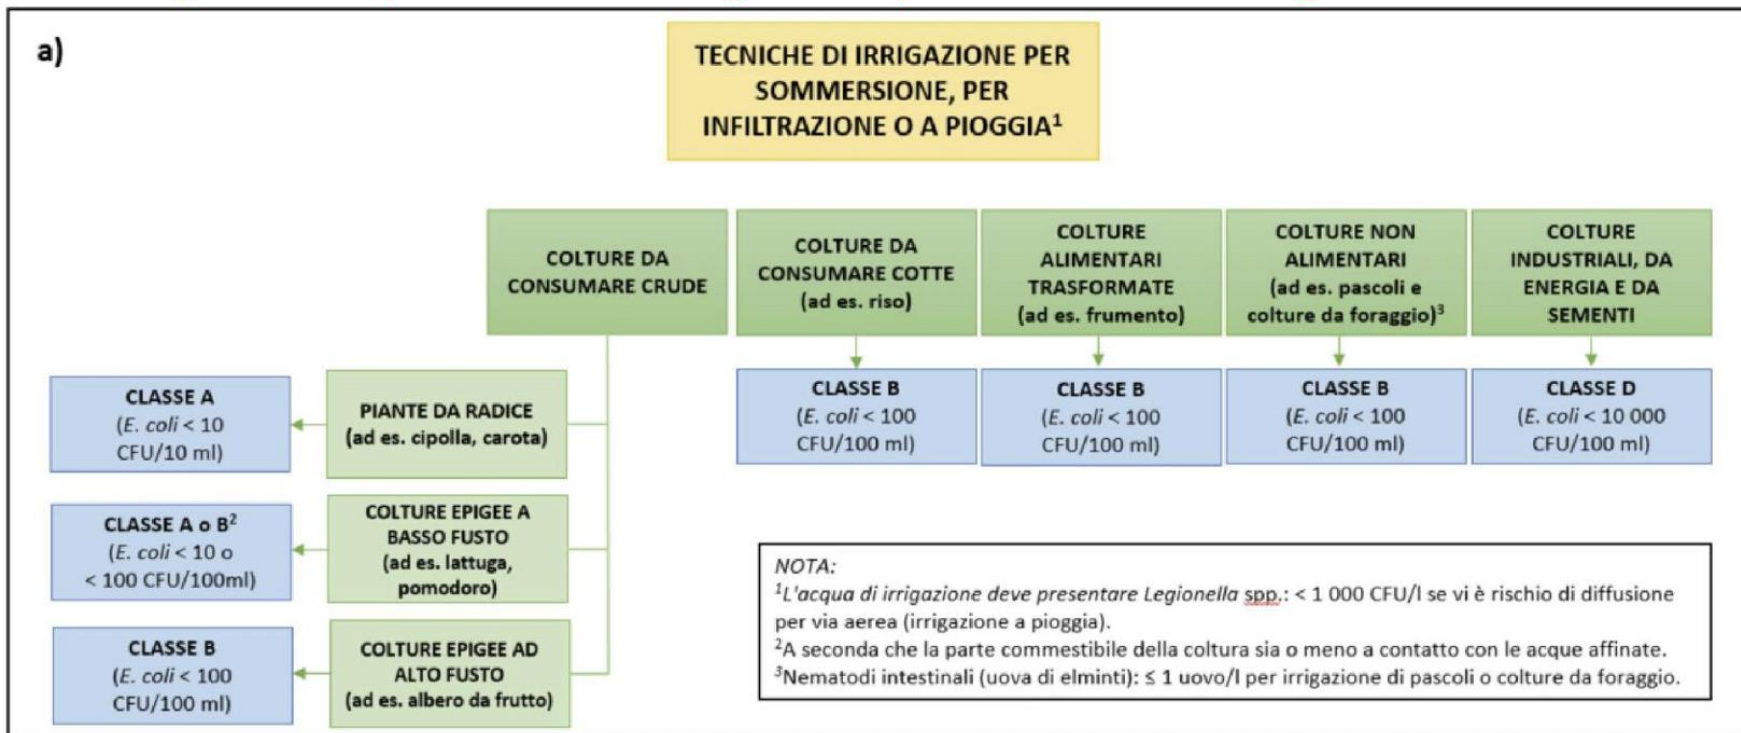 a)
TECNICHE DI IRRIGAZIONE PER
SOMMERSIONE, PER
INFILTRAZIONE O A PIOGGIA¹
COLTURE DA
CONSUMARE CRUDE
COLTURE DA
CONSUMARE COTTE
(ad es. riso)
COLTURE
ALIMENTARI
TRASFORMATE
(ad es. frumento)
COLTURE NON
ALIMENTARI
(ad es. pascoli e
colture da foraggio)³
COLTURE
INDUSTRIALI, DA
ENERGIA E DA
SEMENTI
CLASSE B
(E. coli < 100
CFU/100 ml)
CLASSE B
(E. coli < 100
CFU/100 ml)
CLASSE B
(E. coli < 100
CFU/100 ml)
CLASSE D
(E. coli < 10 000
CFU/100 ml)
CLASSE A
(E. coli < 10
CFU/10 ml)
PIANTE DA RADICE
(ad es. cipolla, carota)
CLASSE A o B²
(E. coli < 10 o
< 100 CFU/100ml)
COLTURE EPIGEE A
BASSO FUSTO
(ad es. lattuga,
pomodoro)
CLASSE B
(E. coli < 100
CFU/100 ml)
COLTURE EPIGEE AD
ALTO FUSTO
(ad es. albero da frutto)
NOTA:
¹L'acqua di irrigazione deve presentare Legionella spp.: < 1 000 CFU/l se vi è rischio di diffusione
per via aerea (irrigazione a pioggia).
²A seconda che la parte commestibile della coltura sia o meno a contatto con le acque affinate.
³Nematodi intestinali (uova di elminti): ≤ 1 uovo/l per irrigazione di pascoli o colture da foraggio.